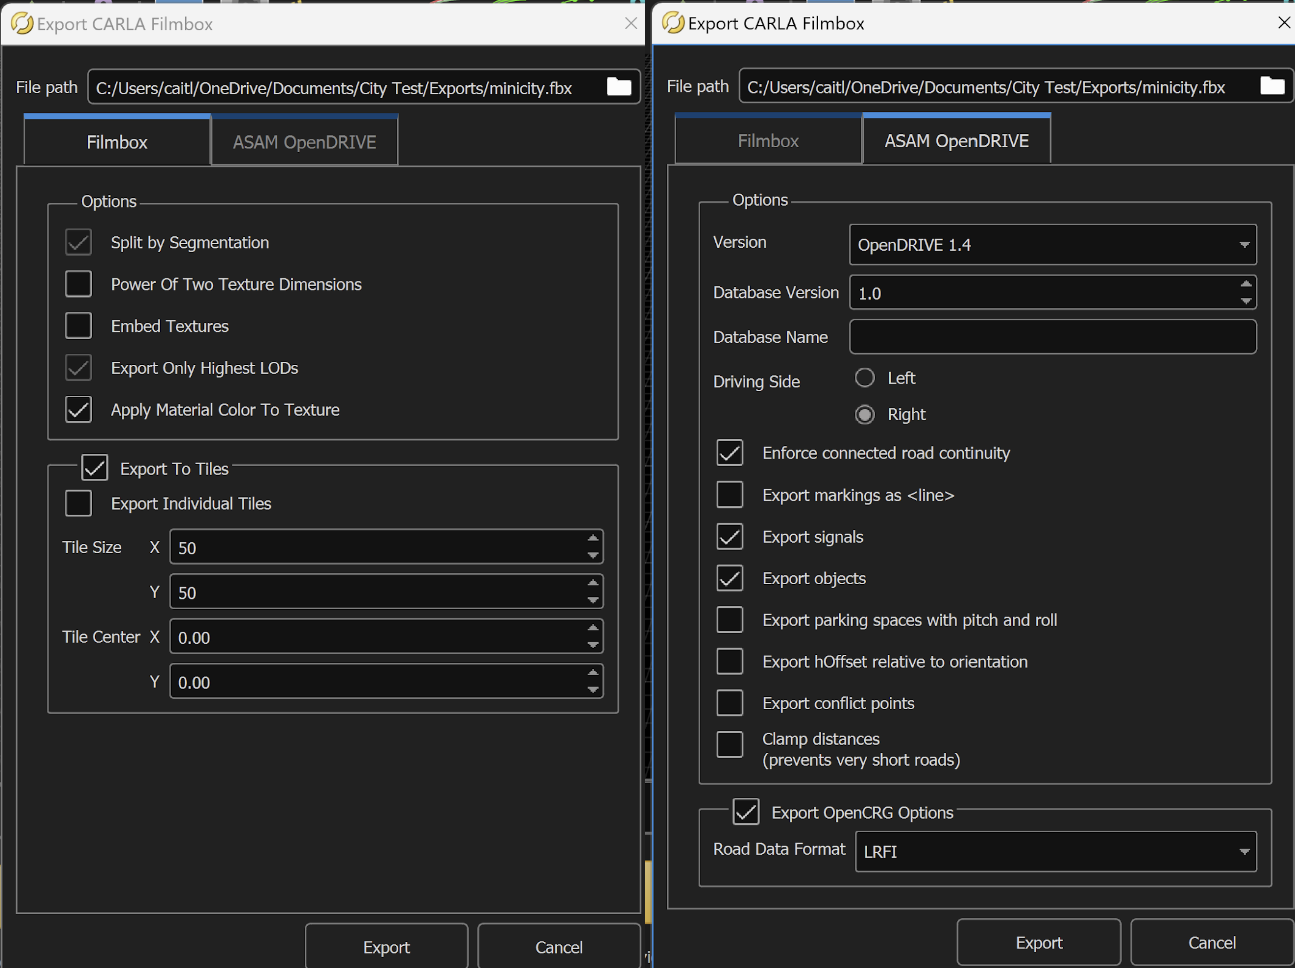 Export CARLA Filmbox
File path C:/Users/caitl/OneDrive/Documents/City Test/Exports/minicity.fbx
Filmbox ASAM OpenDRIVE
Options
Split by Segmentation
Power Of Two Texture Dimensions
Embed Textures
Export Only Highest LODs
Apply Material Color To Texture
Export To Tiles
Export Individual Tiles
Tile Size X 50
Y 50
Tile Center X 0.00
Y 0.00
Export Cancel
Export CARLA Filmbox
File path C:/Users/caitl/OneDrive/Documents/City Test/Exports/minicity.fbx
Filmbox ASAM OpenDRIVE
Options
Version OpenDRIVE 1.4
Database Version 1.0
Database Name
Driving Side Left
Right
Enforce connected road continuity
Export markings as <line>
Export signals
Export objects
Export parking spaces with pitch and roll
Export hOffset relative to orientation
Export conflict points
Clamp distances
(prevents very short roads)
Export OpenCRG Options
Road Data Format LRFI
Export Cancel